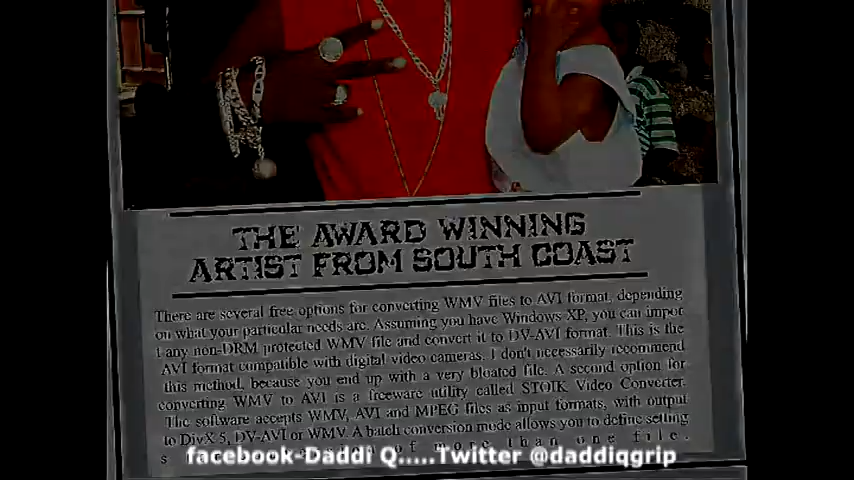 THE AWARD WINNING
ARTIST FROM SOUTH COAST
There are several free options for converting WMV files to AVI format, depending
on what your particular needs are. Assuming you have Windows XP, you can impor
t any non-DRM protected WMV file and convert it to DV-AVI format. This is the
AVI format compatible with digital video cameras. I don't necessarily recommend
this method, because you end up with a very bloated file. A second option for
converting WMV to AVI is a freeware utility called STOIK Video Converter.
The software accepts WMV, AVI and MPEG files as input formats, with output
to DivX 5, DV-AVI or WMV. A batch conversion mode allows you to define setting
s of more than one file.
facebook-Daddi Q.....Twitter @daddiqgrip